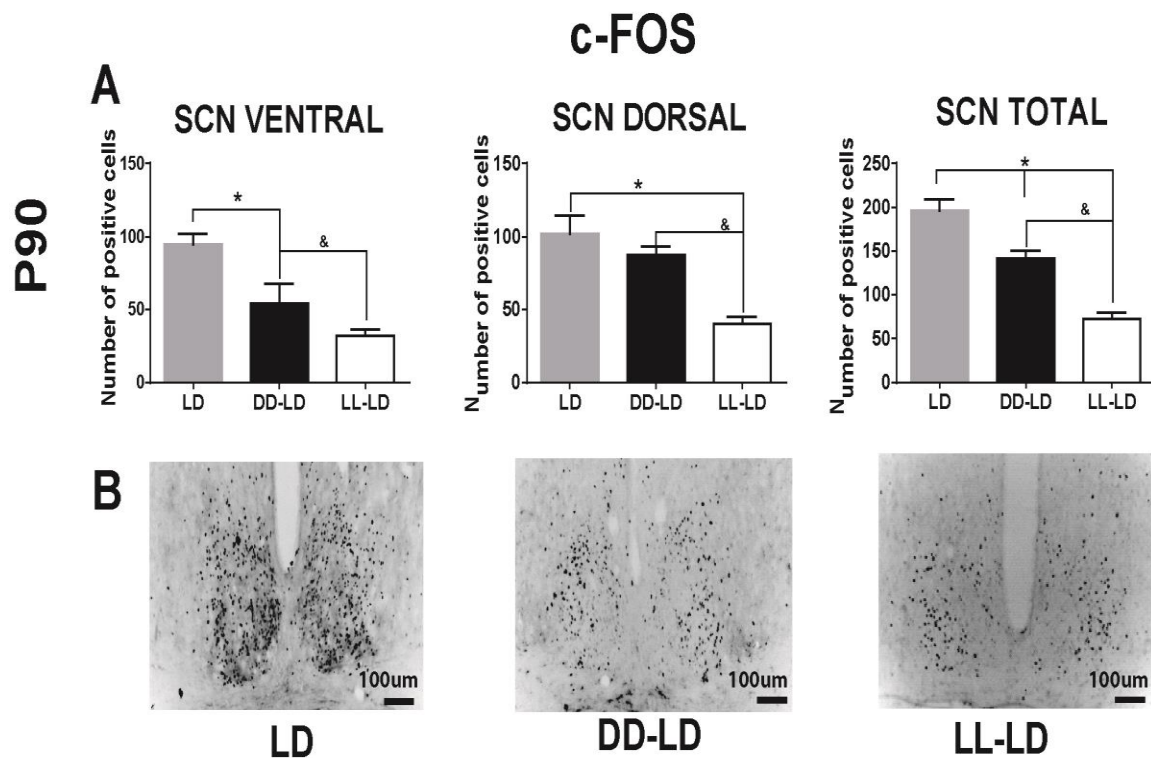 c-FOS
A
P90
SCN VENTRAL
Number of positive cells
150
100
50
0
*
&
LD
DD-LD
LL-LD
SCN DORSAL
Number of positive cells
150
100
50
0
*
&
LD
DD-LD
LL-LD
SCN TOTAL
Number of positive cells
250
200
150
100
50
0
*
&
LD
DD-LD
LL-LD
B
100um
LD
100um
DD-LD
100um
LL-LD